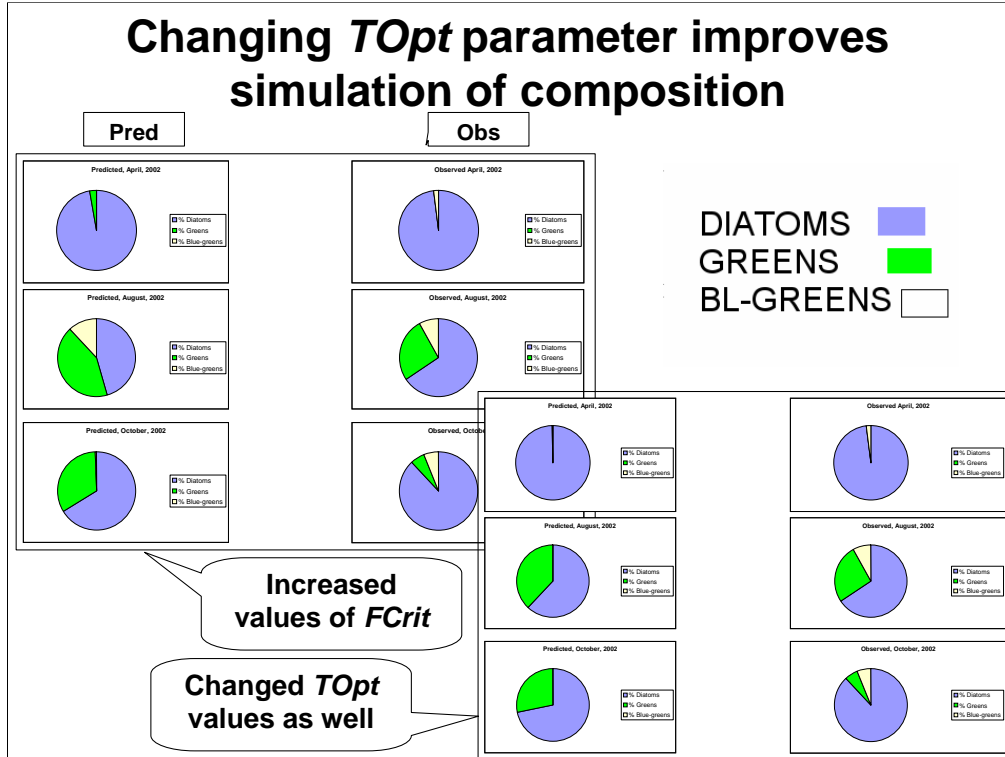 Changing TOpt parameter improves
simulation of composition
Pred
Obs
Predicted, April, 2002
% Diatoms
% Greens
% Blue-greens
Observed April, 2002
% Diatoms
% Greens
% Blue-greens
DIATOMS
GREENS
BL-GREENS
Predicted, August, 2002
% Diatoms
% Greens
% Blue-greens
Observed, August, 2002
% Diatoms
% Greens
% Blue-greens
Predicted, October, 2002
% Diatoms
% Greens
% Blue-greens
Observed, Octob
Predicted, April, 2002
% Diatoms
% Greens
% Blue-greens
Observed April, 2002
% Diatoms
% Greens
% Blue-greens
Predicted, August, 2002
% Diatoms
% Greens
% Blue-greens
Observed, August, 2002
% Diatoms
% Greens
% Blue-greens
Predicted, October, 2002
% Diatoms
% Greens
% Blue-greens
Observed, October, 2002
% Diatoms
% Greens
% Blue-greens
Increased
values of FCrit
Changed TOpt
values as well